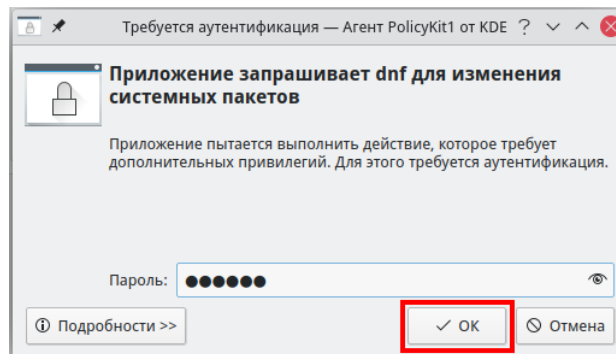 Требуется аутентификация — Агент PolicyKit1 от KDE
Приложение запрашивает dnf для изменения
системных пакетов
Приложение пытается выполнить действие, которое требует
дополнительных привилегий. Для этого требуется аутентификация.
Пароль: ●●●●●●
Подробности >>
ОК
Отмена